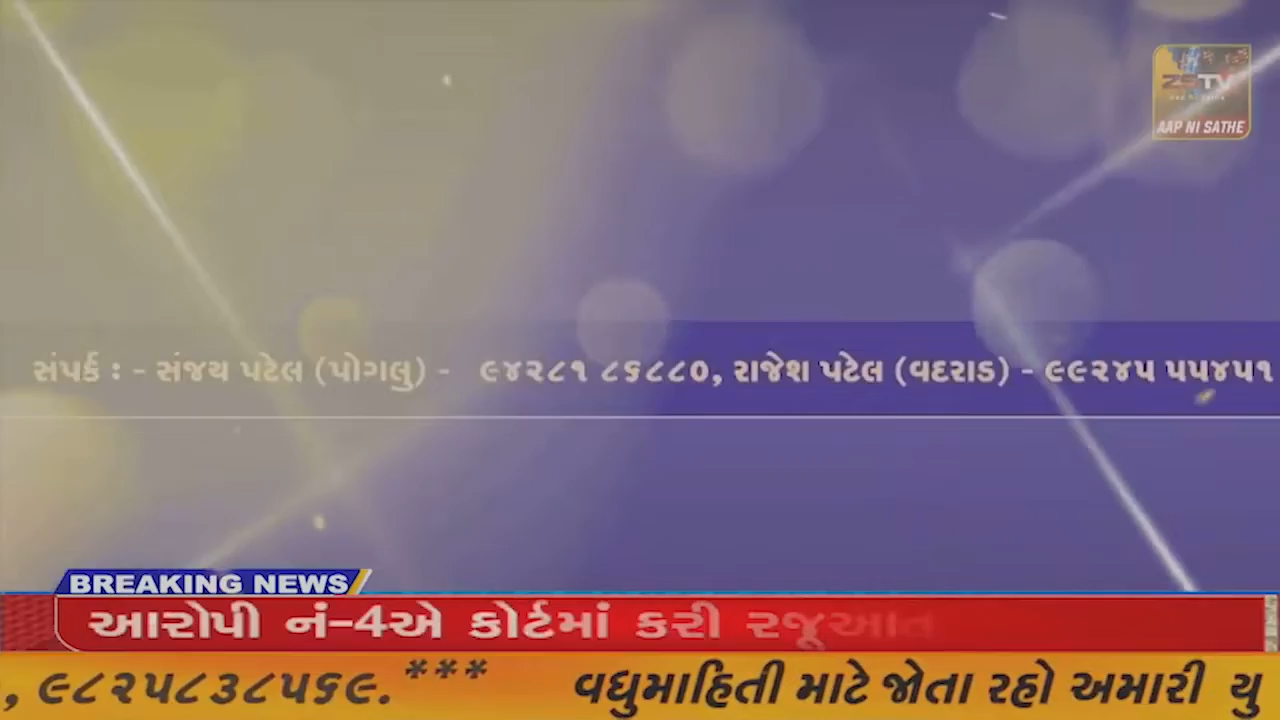 ZSTV
AAP NI SATHE
સંપર્ક : - સંજય પટેલ (પોગલુ) - ૯૪૨૮૧ ૮૬૮૮૦, રાજેશ પટેલ (વદરાડ) - ૯૯૨૪૫ ૫૫૪૫૧
BREAKING NEWS
આરોપી નં-4એ કોર્ટમાં કરી રજૂઆત
, ૯૮૨૫૮૩૮૫૬૯.*** વધુમાહિતી માટે જોતા રહો અમારી યુ